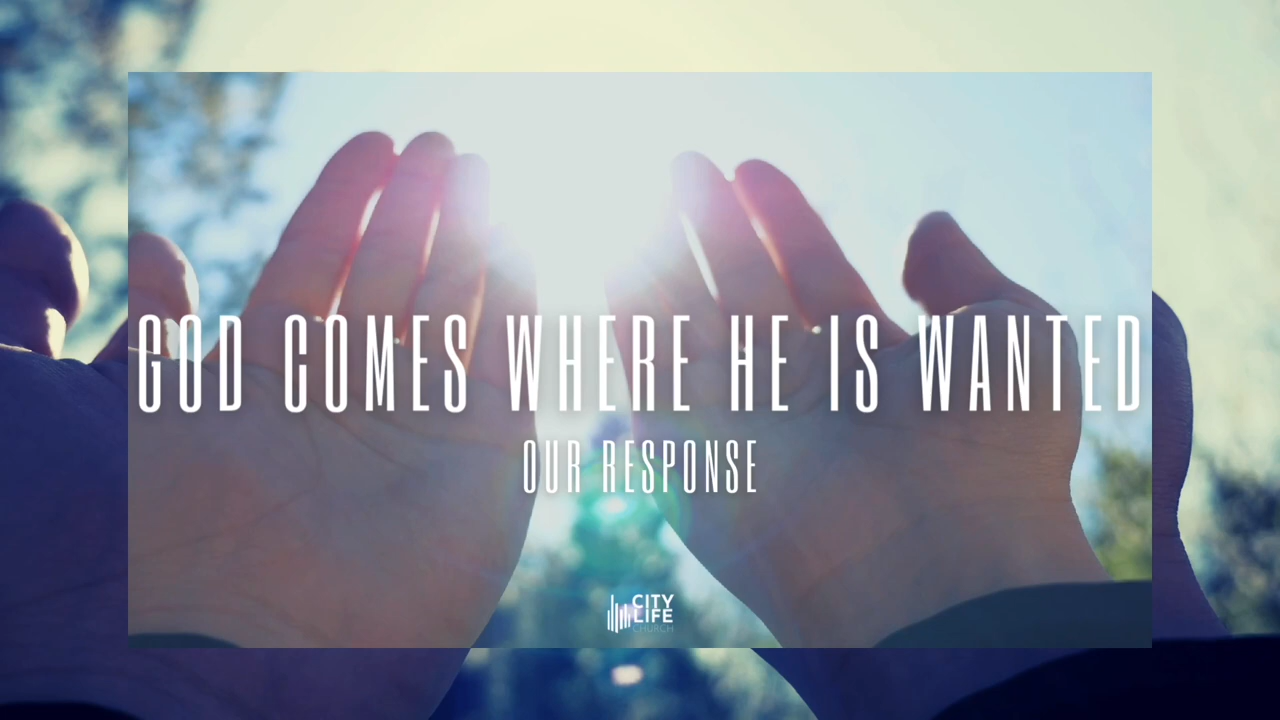 GOD COMES WHERE HE IS WANTED
OUR RESPONSE
CITY
LIFE
CHURCH